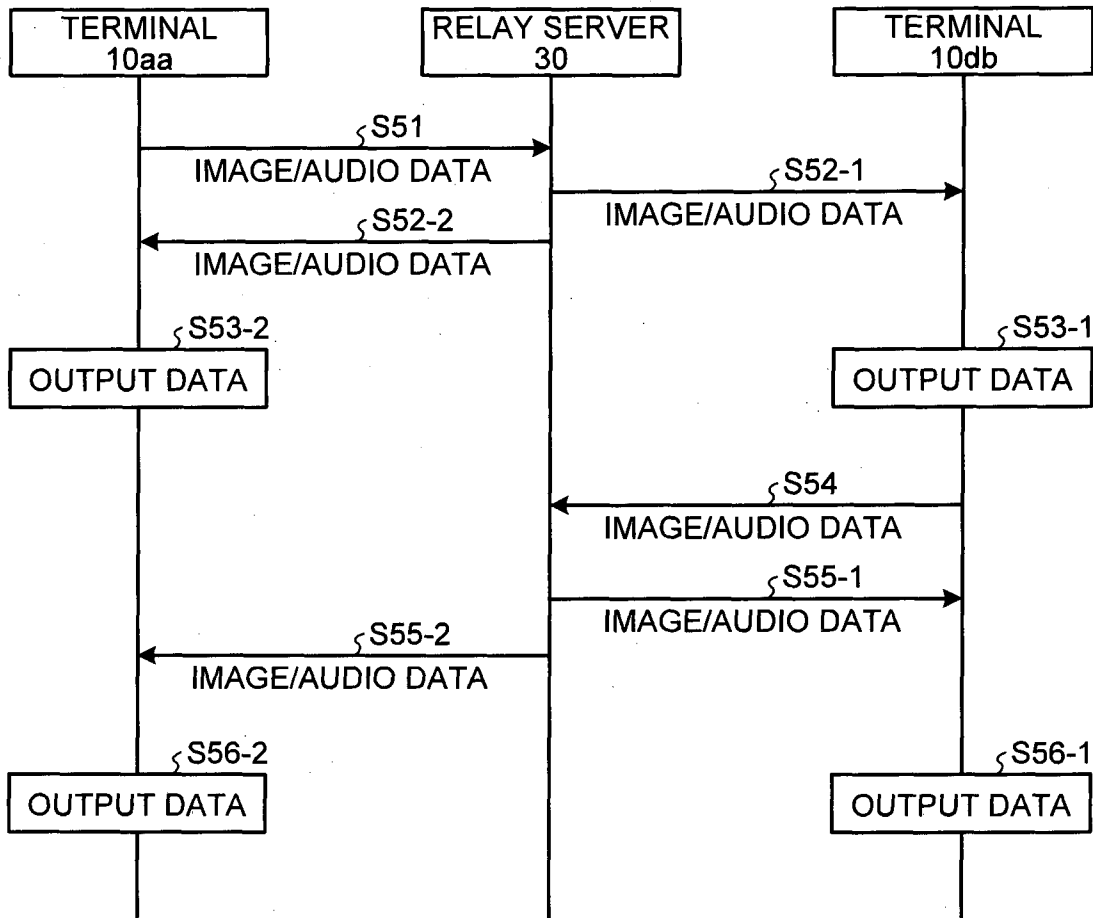 TERMINAL
10aa
RELAY SERVER
30
TERMINAL
10db
S51
IMAGE/AUDIO DATA
S52-1
IMAGE/AUDIO DATA
S52-2
IMAGE/AUDIO DATA
S53-2
OUTPUT DATA
S53-1
OUTPUT DATA
S54
IMAGE/AUDIO DATA
S55-1
IMAGE/AUDIO DATA
S55-2
IMAGE/AUDIO DATA
S56-2
OUTPUT DATA
S56-1
OUTPUT DATA